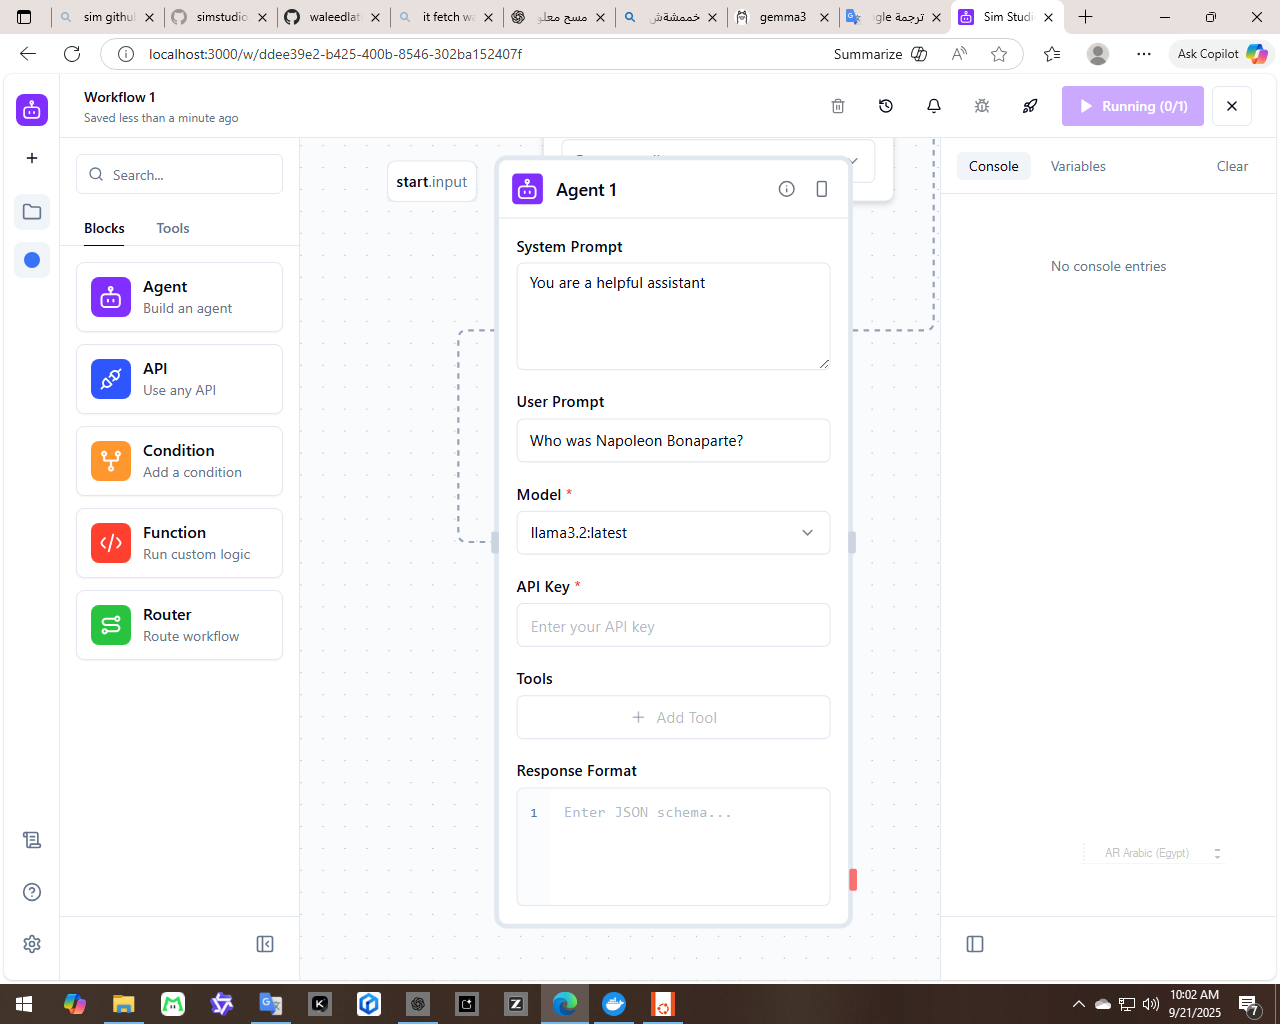 sim githu
simstudio
waleedlat
it fetch wa
مسح معلو
خممشةش
gemma3
ترجمة gle
Sim Studi
localhost:3000/w/ddee39e2-b425-400b-8546-302ba152407f
Summarize
Ask Copilot
Workflow 1
Saved less than a minute ago
Running (0/1)
Search...
Blocks
Tools
Agent
Build an agent
API
Use any API
Condition
Add a condition
Function
Run custom logic
Router
Route workflow
start.input
Agent 1
System Prompt
You are a helpful assistant
User Prompt
Who was Napoleon Bonaparte?
Model *
llama3.2:latest
API Key *
Enter your API key
Tools
+ Add Tool
Response Format
1
Enter JSON schema...
Console
Variables
Clear
No console entries
AR Arabic (Egypt)
10:02 AM
9/21/2025
7